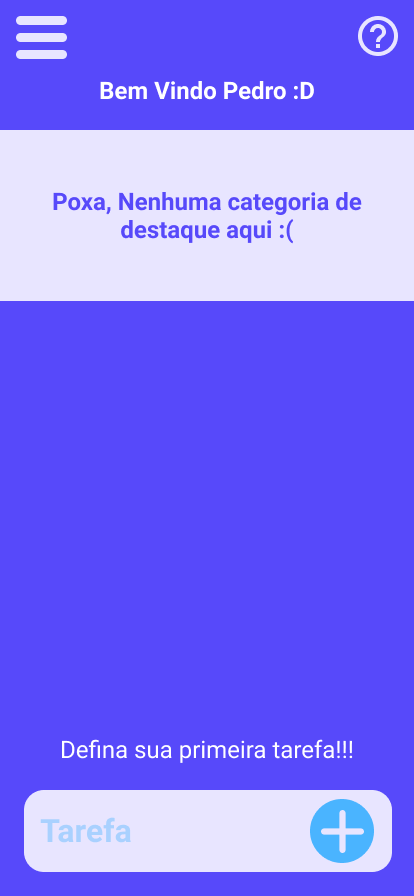 Bem Vindo Pedro :D
Poxa, Nenhuma categoria de
destaque aqui :(
Defina sua primeira tarefa!!!
Tarefa